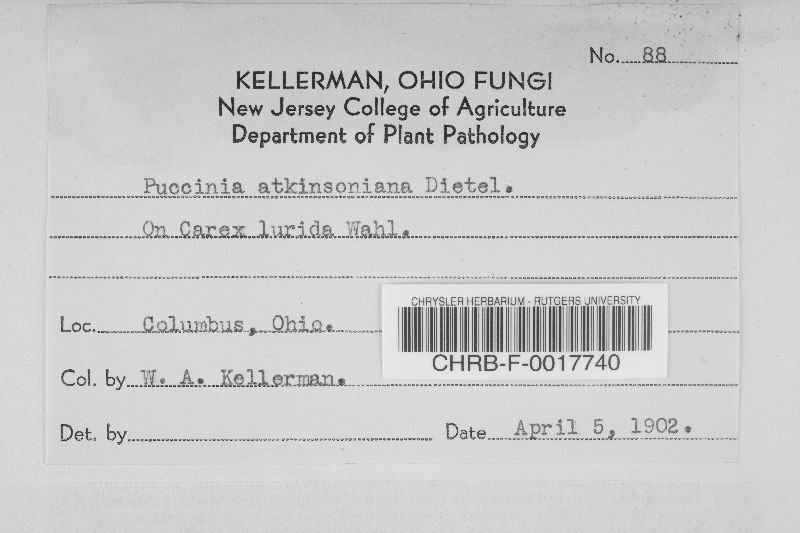 No. 88
KELLERMAN, OHIO FUNGI
New Jersey College of Agriculture
Department of Plant Pathology
Puccinia atkinsoniana Dietel.
On Carex lurida Wahl.
CHRYSLER HERBARIUM - RUTGERS UNIVERSITY
Loc. Columbus, Ohio.
CHRB-F-0017740
Col. by W. A. Kellerman.
Det. by
Date April 5, 1902.